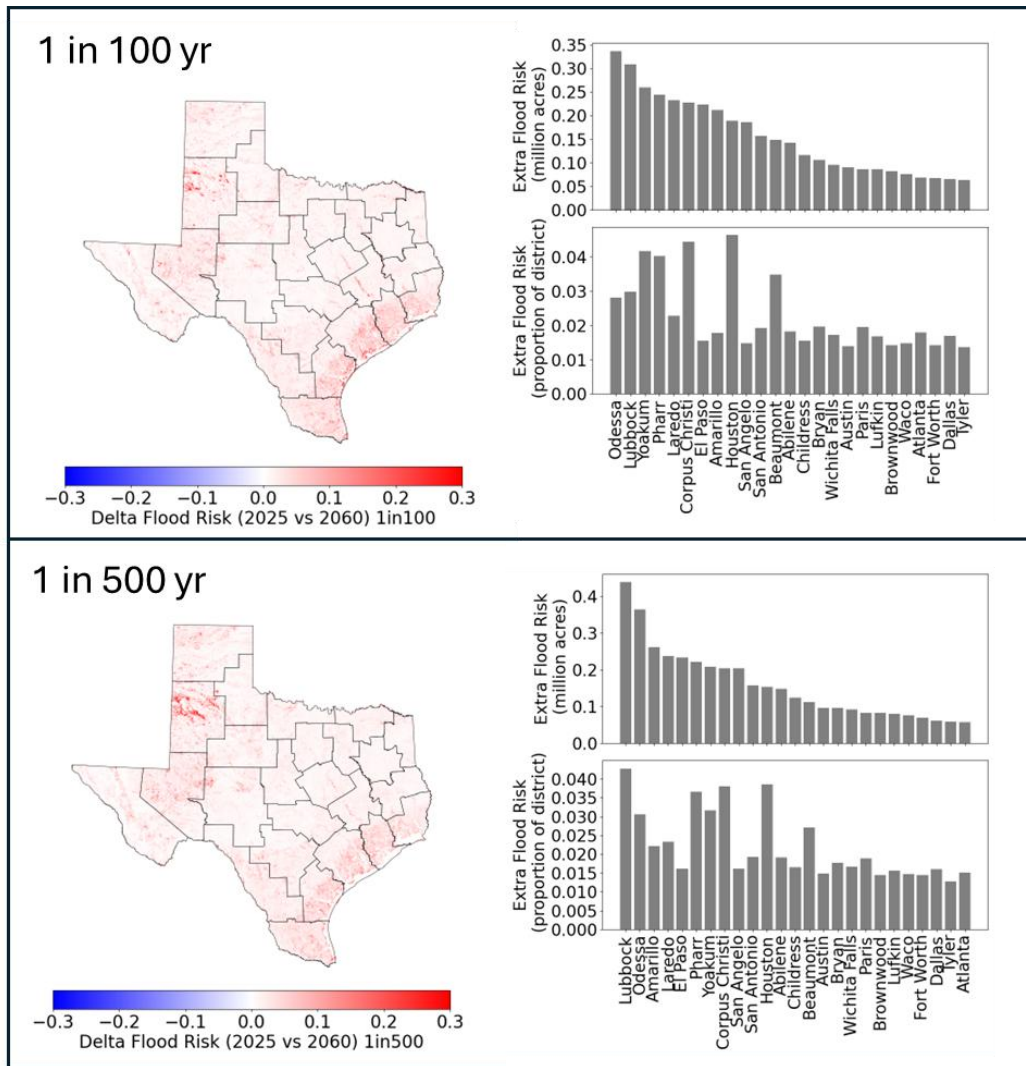 1 in 100 yr
Extra Flood Risk
(million acres)
0.35
0.30
0.25
0.20
0.15
0.10
0.05
0.00
Extra Flood Risk
(proportion of district)
0.04
0.03
0.02
0.01
0.00
Odessa
Lubbock
Yoakum
Pharr
Laredo
Corpus Christi
El Paso
Amarillo
Houston
San Angelo
San Antonio
Beaumont
Abilene
Childress
Bryan
Wichita Falls
Austin
Paris
Lufkin
Brownwood
Waco
Atlanta
Fort Worth
Dallas
Tyler
−0.3 −0.2 −0.1 0.0 0.1 0.2 0.3
Delta Flood Risk (2025 vs 2060) 1in100
1 in 500 yr
Extra Flood Risk
(million acres)
0.4
0.3
0.2
0.1
0.0
Extra Flood Risk
(proportion of district)
0.040
0.035
0.030
0.025
0.020
0.015
0.010
0.005
0.000
Lubbock
Odessa
Amarillo
Laredo
El Paso
Pharr
Yoakum
Corpus Christi
San Angelo
San Antonio
Houston
Abilene
Childress
Beaumont
Austin
Bryan
Wichita Falls
Paris
Brownwood
Lufkin
Waco
Fort Worth
Dallas
Tyler
Atlanta
−0.3 −0.2 −0.1 0.0 0.1 0.2 0.3
Delta Flood Risk (2025 vs 2060) 1in500